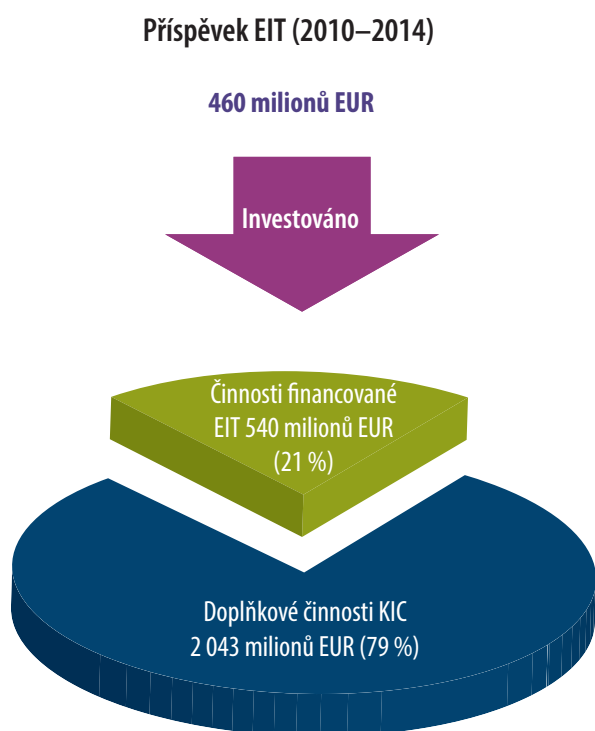 Příspěvek EIT (2010–2014)
460 milionů EUR
Investováno
Činnosti financované
EIT 540 milionů EUR
(21 %)
Doplňkové činnosti KIC
2 043 milionů EUR (79 %)